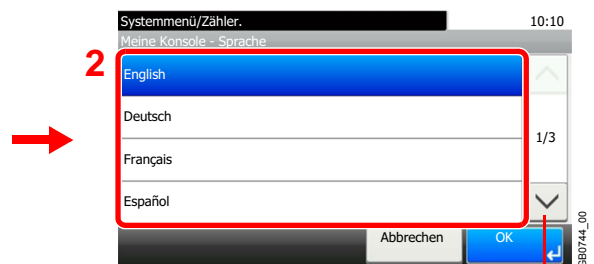 Systemmenü/Zähler. 10:10
Meine Konsole - Sprache
2
English
Deutsch
1/3
Français
Español
Abbrechen OK
GB0744_00